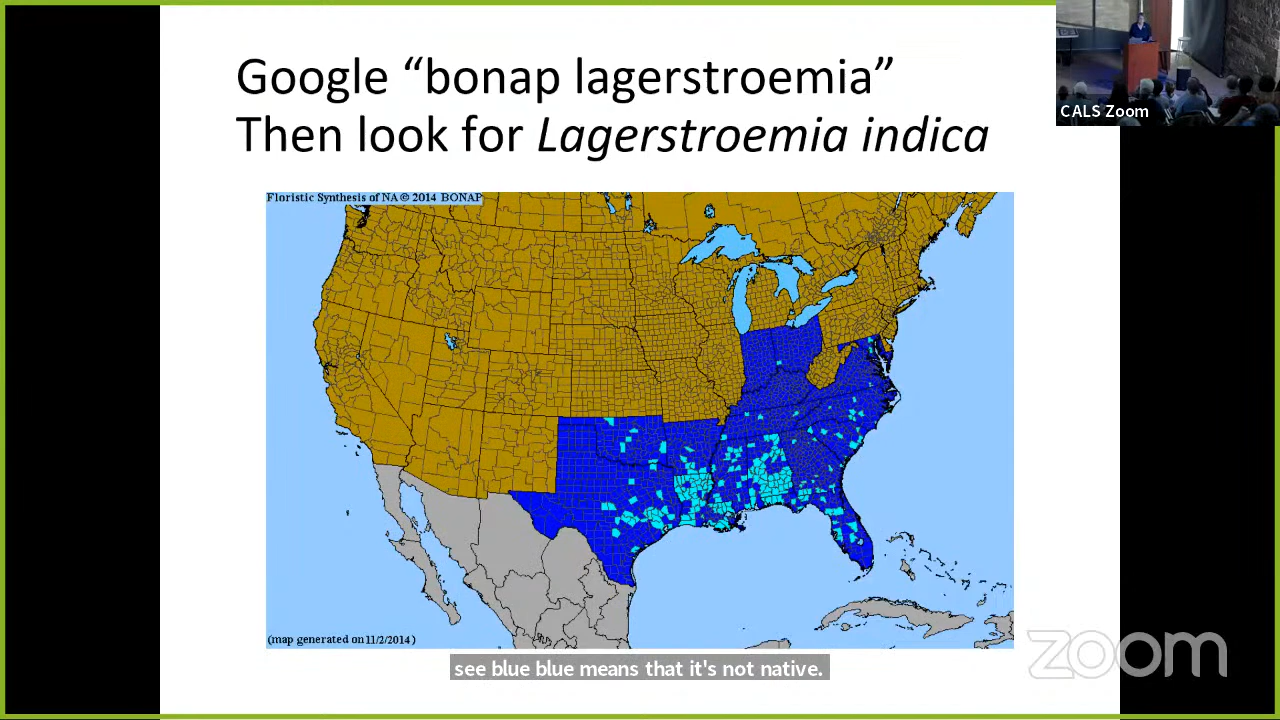 Google “bonap lagerstroemia”
Then look for Lagerstroemia indica
CALS Zoom
Floristic Synthesis of NA © 2014 BONAP
(map generated on 11/2/2014)
see blue blue means that it's not native.
zoom